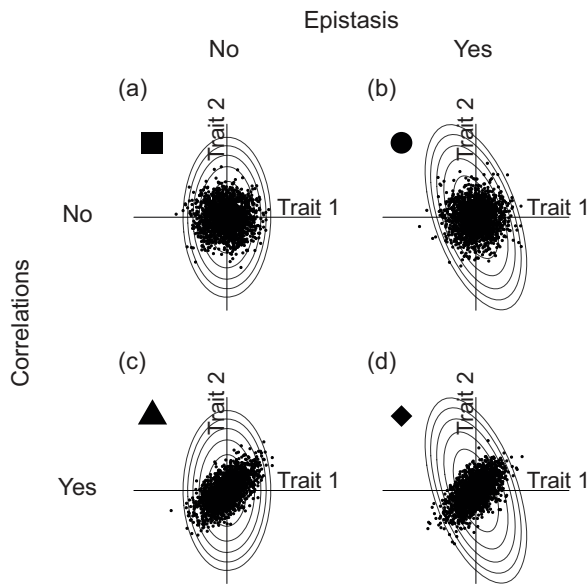 Epistasis
No
Yes
(a)
(b)
Trait 2
Trait 2
Trait 1
Trait 1
No
Correlations
(c)
(d)
Trait 2
Trait 2
Trait 1
Trait 1
Yes